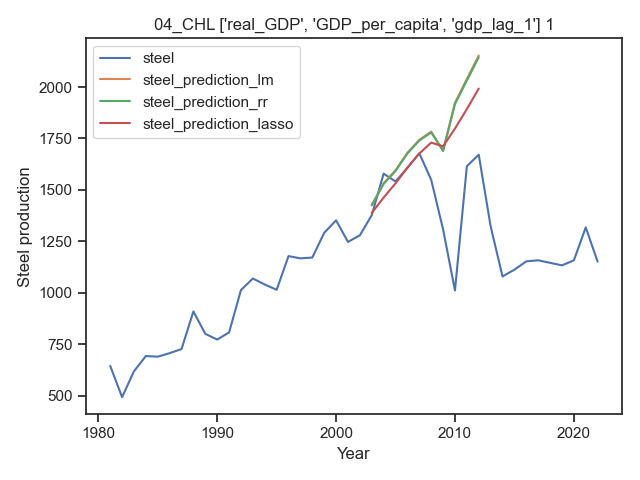 04_CHL ['real_GDP', 'GDP_per_capita', 'gdp_lag_1'] 1
steel
steel_prediction_lm
steel_prediction_rr
steel_prediction_lasso
Steel production
2000
1750
1500
1250
1000
750
500
1980 1990 2000 2010 2020
Year